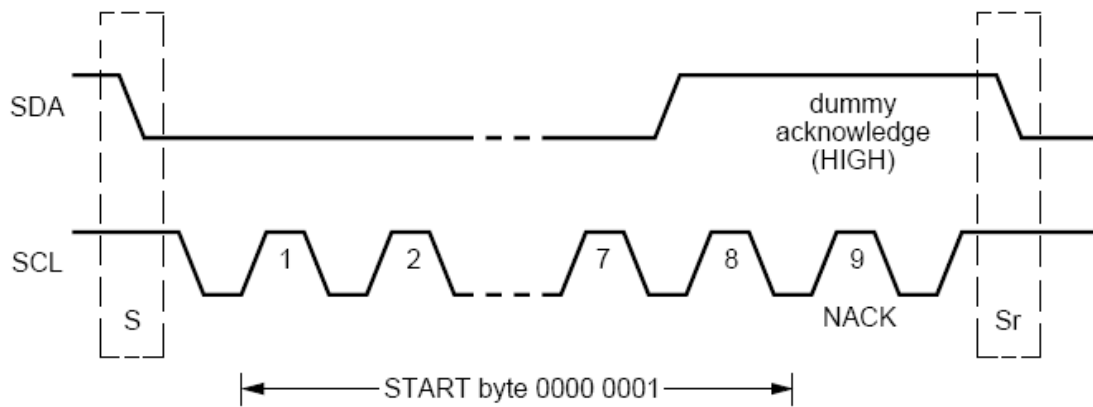 SDA
dummy
acknowledge
(HIGH)
SCL
1
2
7
8
9
S
NACK
Sr
START byte 0000 0001